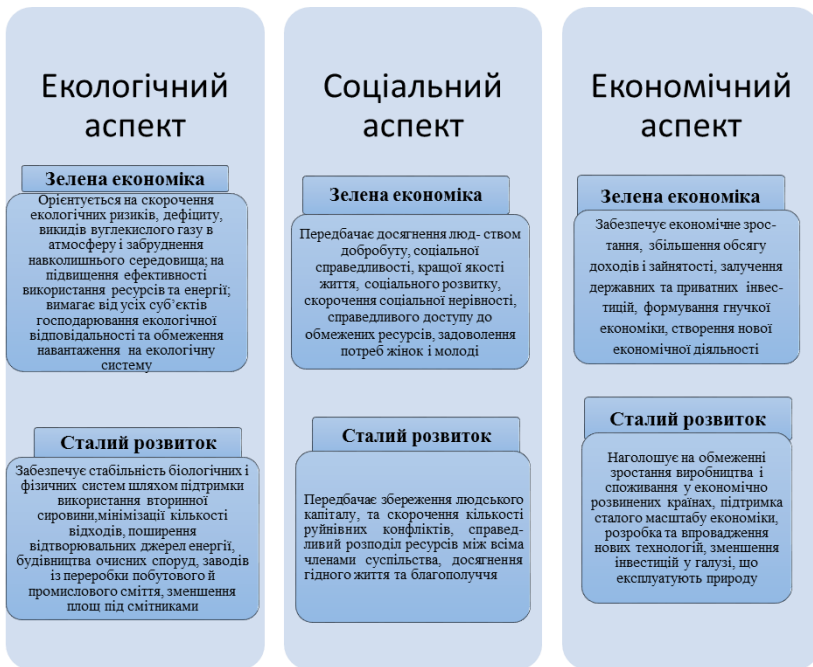 Екологічний
аспект
Зелена економіка
Орієнтується на скорочення
екологічних ризиків, дефіциту,
викидів вуглекислого газу в
атмосферу і забруднення
навколишнього середовища; на
підвищення ефективності
використання ресурсів та енергії;
вимагає від усіх суб’єктів
господарювання екологічної
відповідальності та обмеження
навантаження на екологічну
систему
Сталий розвиток
Забезпечує стабільність біологічних і
фізичних систем шляхом підтримки
використання вторинної
сировини,мінімізації кількості
відходів, поширення
відтворювальних джерел енергії,
будівництва очисних споруд, заводів
із переробки побутового й
промислового сміття, зменшення
площ під смітниками
Соціальний
аспект
Зелена економіка
Передбачає досягнення люд- ством
добробуту, соціальної
справедливості, кращої якості
життя, соціального розвитку,
скорочення соціальної нерівності,
справедливого доступу до
обмежених ресурсів, задоволення
потреб жінок і молоді
Сталий розвиток
Передбачає збереження людського
капіталу, та скорочення кількості
руйнівних конфліктів, справед-
ливий розподіл ресурсів між всіма
членами суспільства, досягнення
гідного життя та благополуччя
Економічний
аспект
Зелена економіка
Забезпечує економічне зрос-
тання, збільшення обсягу
доходів і зайнятості, залучення
державних та приватних інвес-
тицій, формування гнучкої
економіки, створення нової
економічної діяльності
Сталий розвиток
Наголошує на обмеженні
зростання виробництва і
споживання у економічно
розвинених країнах, підтримка
сталого масштабу економіки,
розробка та впровадження
нових технологій, зменшення
інвестицій у галузі, що
експлуатують природу